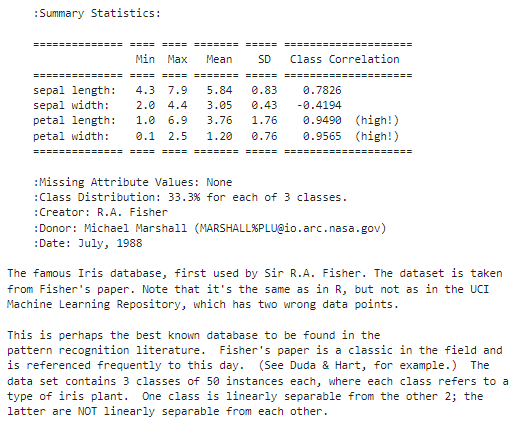 :Summary Statistics:
============== ==== ==== ======= ===== ====================
Min Max Mean SD Class Correlation
============== ==== ==== ======= ===== ====================
sepal length: 4.3 7.9 5.84 0.83 0.7826
sepal width: 2.0 4.4 3.05 0.43 -0.4194
petal length: 1.0 6.9 3.76 1.76 0.9490 (high!)
petal width: 0.1 2.5 1.20 0.76 0.9565 (high!)
============== ==== ==== ======= ===== ====================
:Missing Attribute Values: None
:Class Distribution: 33.3% for each of 3 classes.
:Creator: R.A. Fisher
:Donor: Michael Marshall (MARSHALL%PLU@io.arc.nasa.gov)
:Date: July, 1988
The famous Iris database, first used by Sir R.A. Fisher. The dataset is taken
from Fisher's paper. Note that it's the same as in R, but not as in the UCI
Machine Learning Repository, which has two wrong data points.
This is perhaps the best known database to be found in the
pattern recognition literature. Fisher's paper is a classic in the field and
is referenced frequently to this day. (See Duda & Hart, for example.) The
data set contains 3 classes of 50 instances each, where each class refers to a
type of iris plant. One class is linearly separable from the other 2; the
latter are NOT linearly separable from each other.